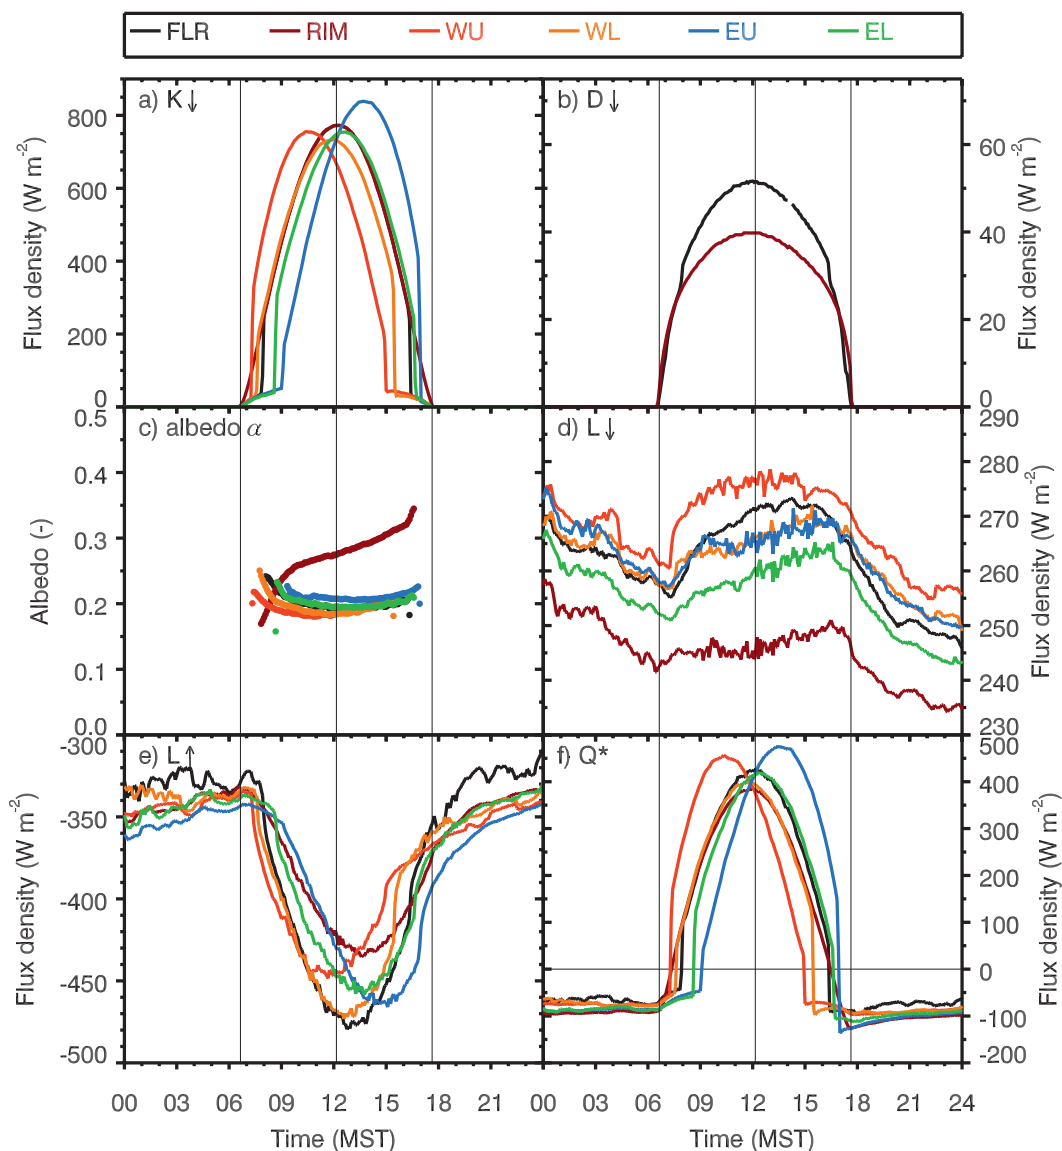 FLR RIM WU WL EU EL
a) K↓
b) D↓
800
600
400
200
0
Flux density (W m⁻²)
60
40
20
0
Flux density (W m⁻²)
c) albedo α
d) L↓
0.5
0.4
0.3
0.2
0.1
0.0
Albedo (-)
290
280
270
260
250
240
230
Flux density (W m⁻²)
e) L↑
f) Q*
-300
-350
-400
-450
-500
Flux density (W m⁻²)
500
400
300
200
100
0
-100
-200
Flux density (W m⁻²)
00 03 06 09 12 15 18 21 00 03 06 09 12 15 18 21 24
Time (MST) Time (MST)